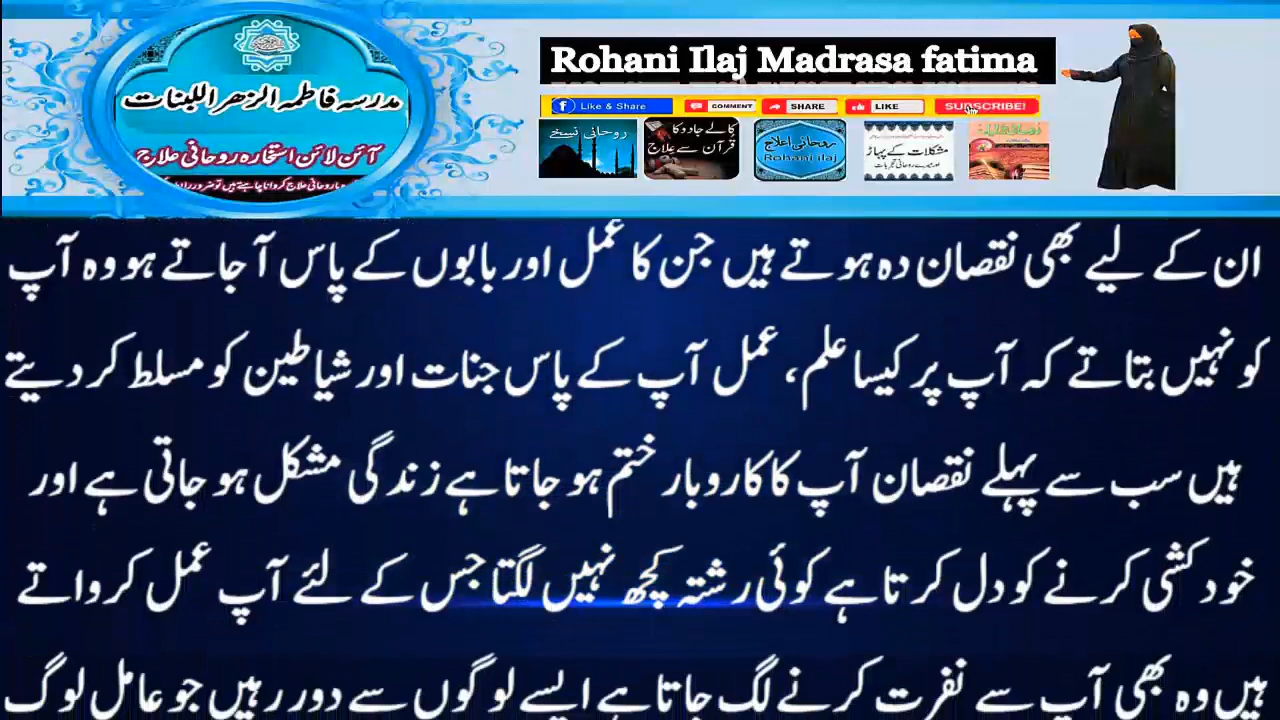 مدرسہ فاطمہ الزھراللبنات
آئن لائن استخارہ روحانی علاج
Rohani Ilaj Madrasa fatima
Like & Share
COMMENT
SHARE
LIKE
SUBSCRIBE!
روحانی نسخے
کالے جادو کا
قرآن سے علاج
روحانی علاج
Rohani ilaj
مشکلات کے پہاڑ
ان کے لیے بھی نقصان دہ ہوتے ہیں جن کا عمل اور بابوں کے پاس آ جاتے ہو وہ آپ
کو نہیں بتاتے کہ آپ پر کیسا علم، عمل آپ کے پاس جنات اور شیاطین کو مسلط کر دیتے
ہیں سب سے پہلے نقصان آپ کا کاروبار ختم ہو جاتا ہے زندگی مشکل ہو جاتی ہے اور
خودکشی کرنے کو دل کرتا ہے کوئی رشتہ کچھ نہیں لگتا جس کے لئے آپ عمل کرواتے
ہیں وہ بھی آپ سے نفرت کرنے لگ جاتا ہے ایسے لوگوں سے دور رہیں جو عامل لوگ